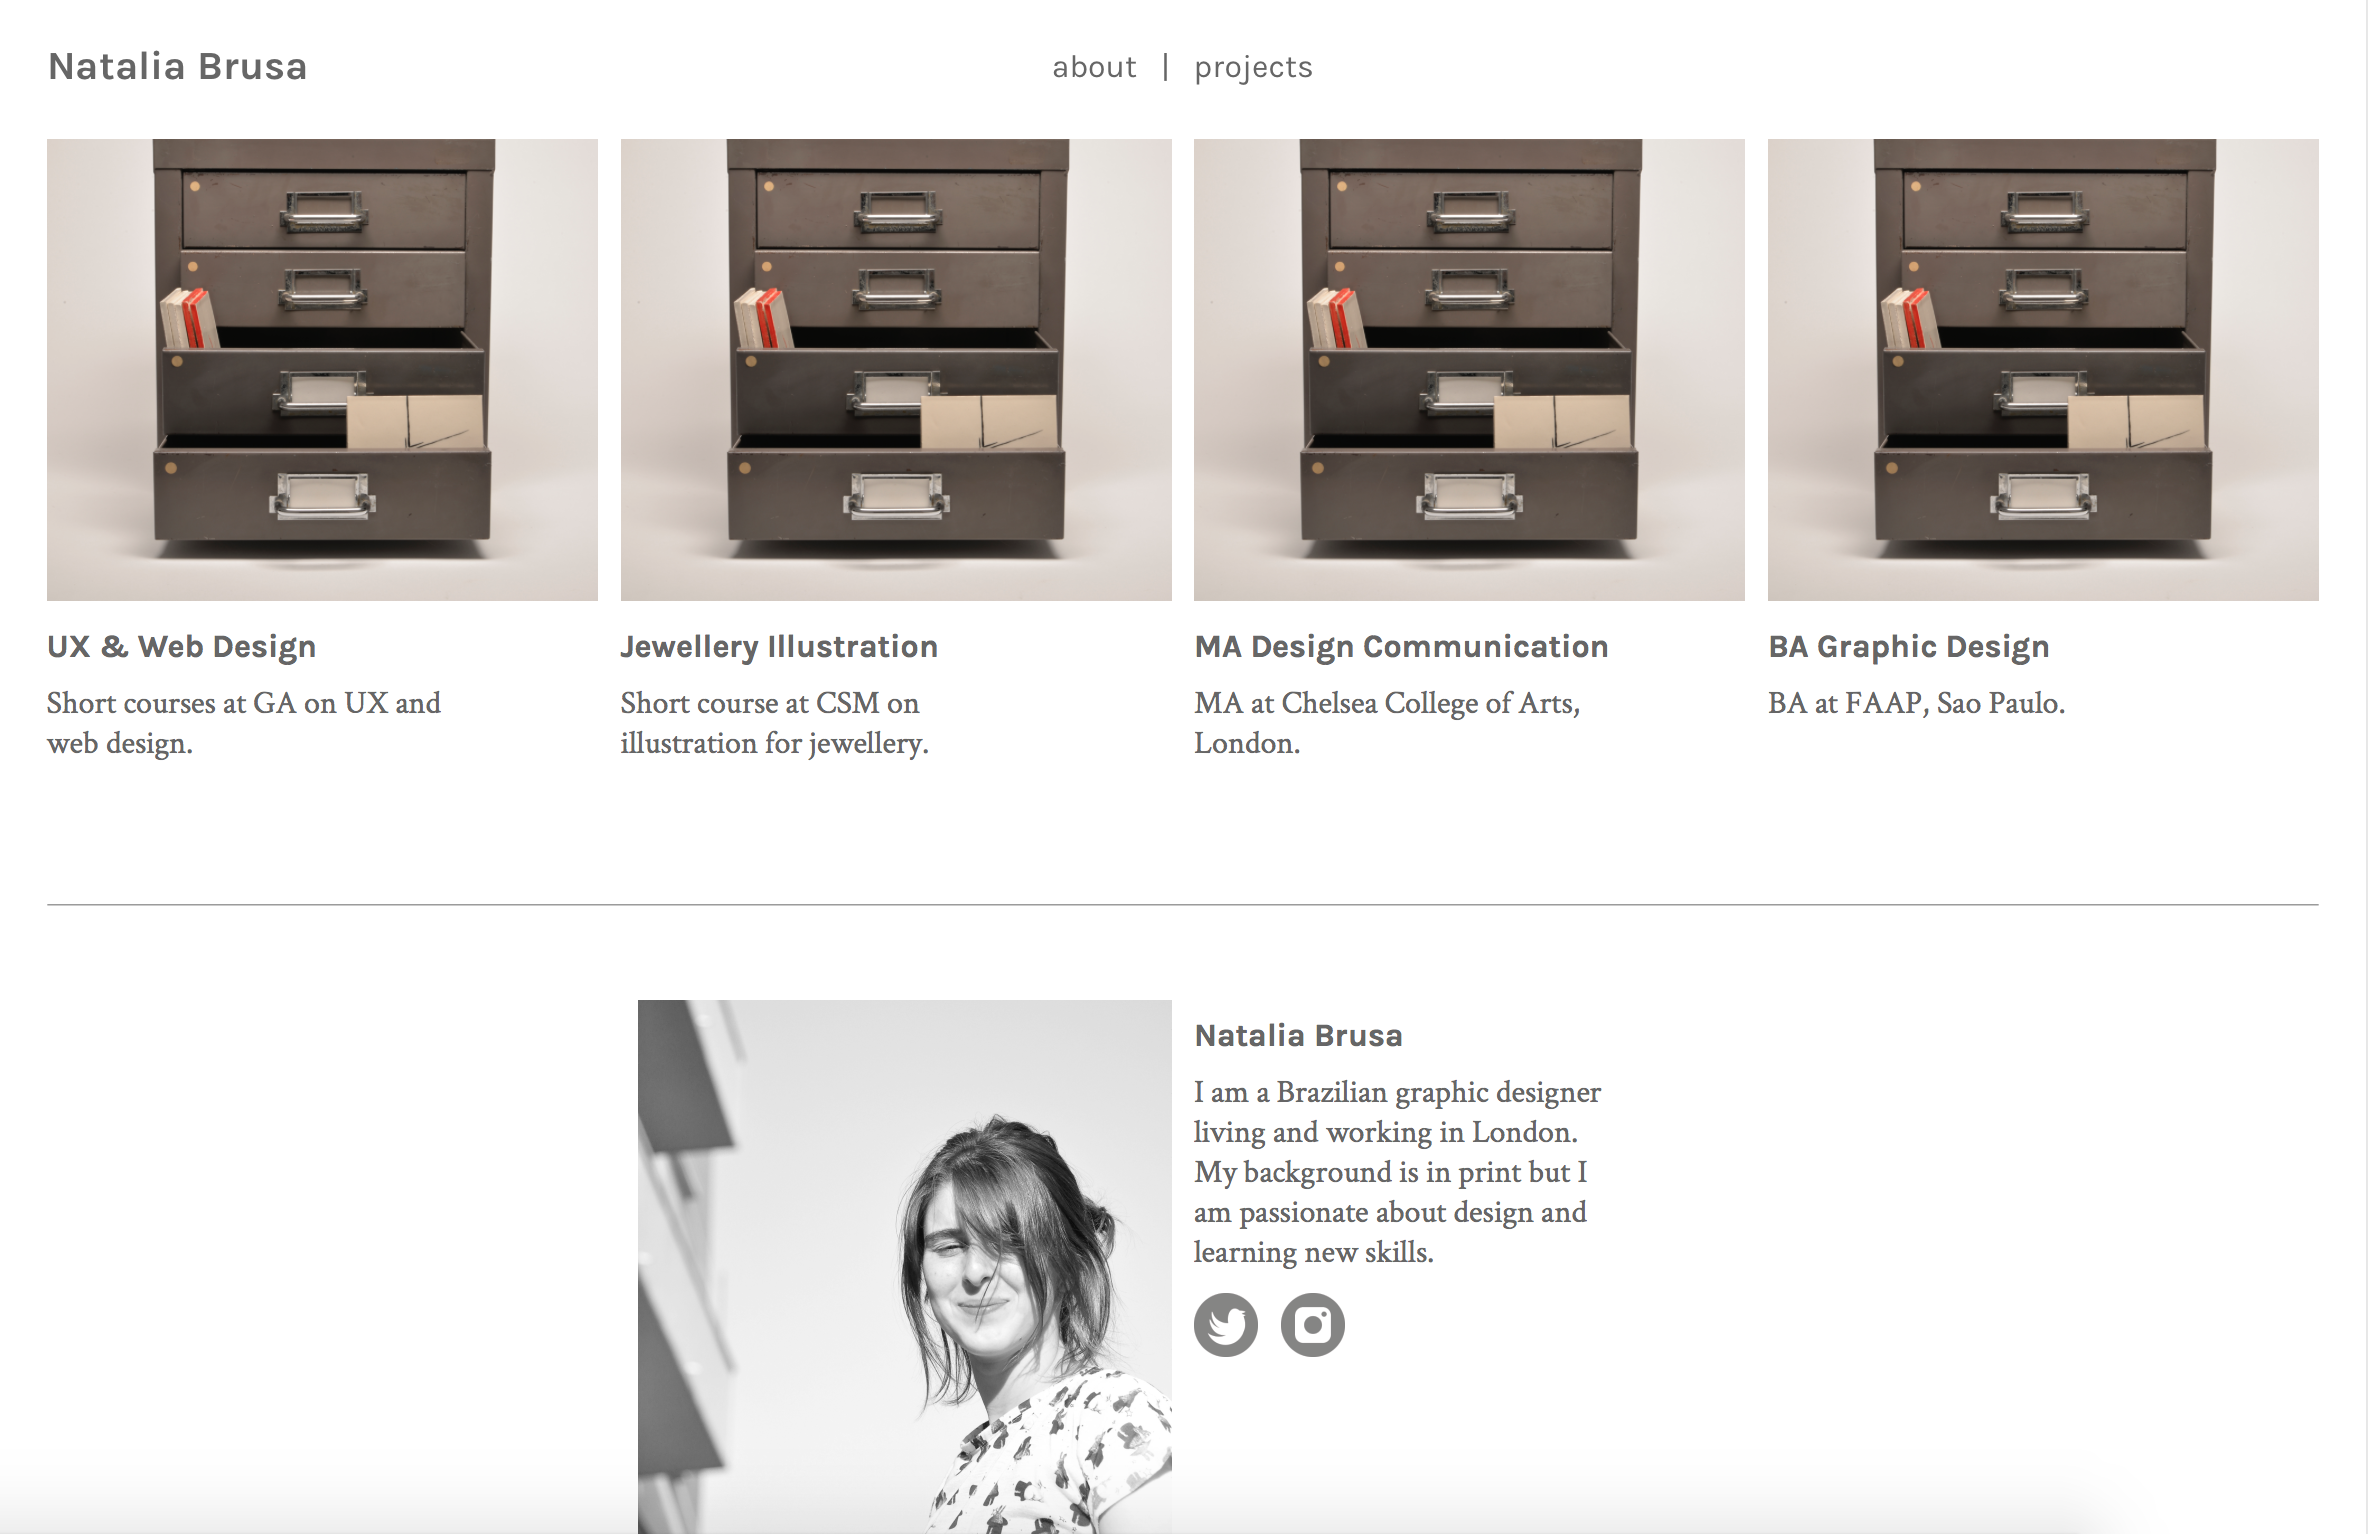 Natalia Brusa
about | projects
UX & Web Design
Short courses at GA on UX and
web design.
Jewellery Illustration
Short course at CSM on
illustration for jewellery.
MA Design Communication
MA at Chelsea College of Arts,
London.
BA Graphic Design
BA at FAAP, Sao Paulo.
Natalia Brusa
I am a Brazilian graphic designer
living and working in London.
My background is in print but I
am passionate about design and
learning new skills.